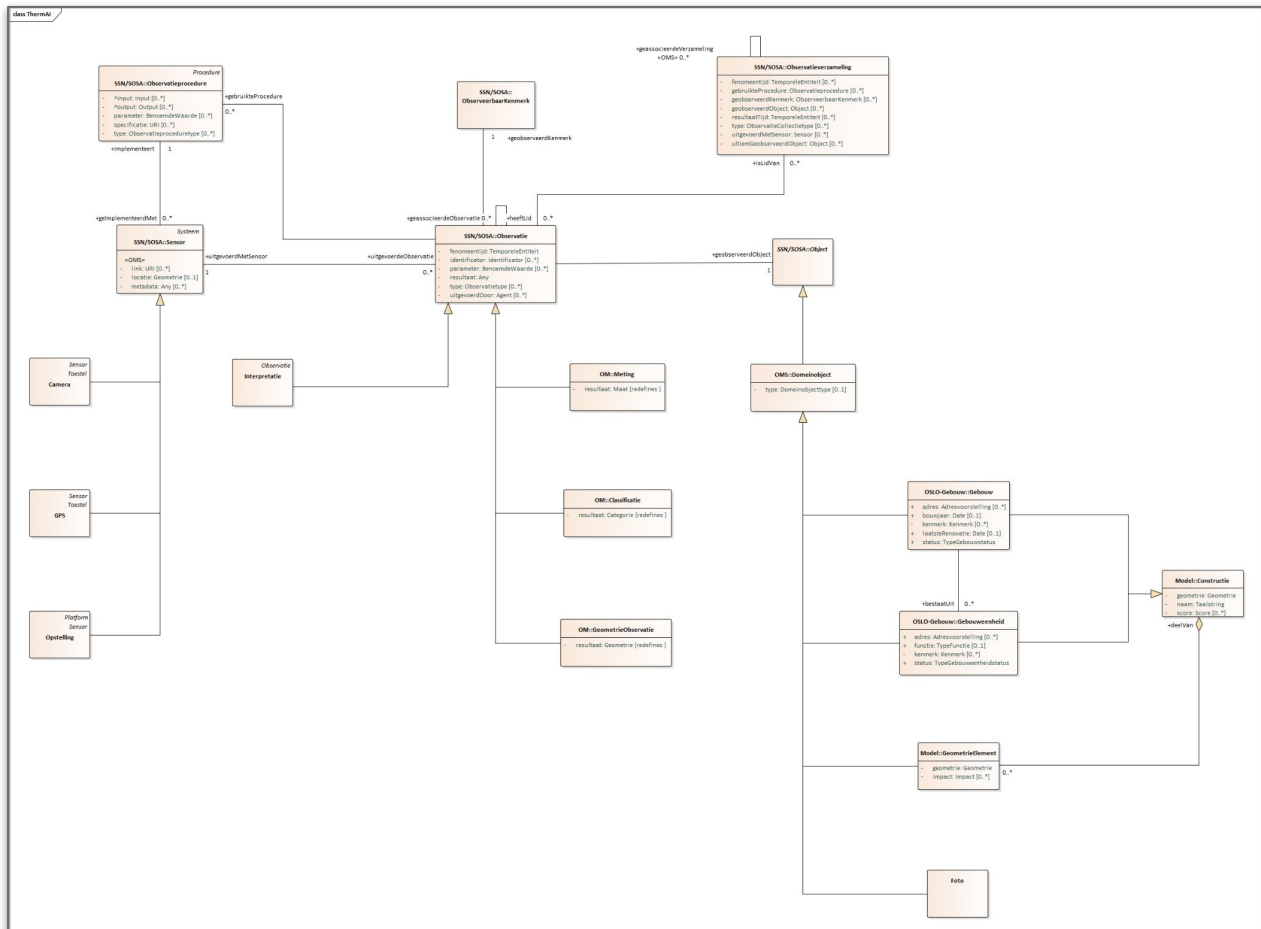 class ThermAI
Procedure
SSN/SOSA::Observatieprocedure
- ^input: Input [0..*]
- ^output: Output [0..*]
- parameter: BenoemdeWaarde [0..*]
- specificatie: URI [0..*]
- type: Observatieproceduretype [0..*]
+gebruikteProcedure
0..*
+implementeert
1
+geïmplementeerdMet
0..*
SSN/SOSA::
ObserveerbaarKenmerk
1
+geobserveerdKenmerk
+geassocieerdeVerzameling
«OMS» 0..*
SSN/SOSA::Observatieverzameling
- fenomeentijd: TemporeleEntiteit [0..*]
- gebruikteProcedure: Observatieprocedure [0..*]
- geobserveerdKenmerk: ObserveerbaarKenmerk [0..*]
- geobserveerdObject: Object [0..*]
- resultaatTijd: TemporeleEntiteit [0..*]
- type: ObservatieCollectietype [0..*]
- uitgevoerdMetSensor: Sensor [0..*]
- ultiemGeobserveerdObject: Object [0..*]
+isLidVan
0..*
Systeem
SSN/SOSA::Sensor
«OMS»
- link: URI [0..*]
- locatie: Geometrie [0..1]
- metadata: Any [0..*]
+uitgevoerdMetSensor
1
+uitgevoerdeObservatie
0..*
+geassocieerdeObservatie 0..*
+heeftLid
0..*
SSN/SOSA::Observatie
- fenomeentijd: TemporeleEntiteit
- identificator: Identificator [0..*]
- parameter: BenoemdeWaarde [0..*]
- resultaat: Any
- type: Observatietype [0..*]
- uitgevoerdDoor: Agent [0..*]
+geobserveerdObject
1
SSN/SOSA::Object
Sensor
Toestel
Camera
Observatie
Interpretatie
OM::Meting
- resultaat: Maat {redefines }
OMS::Domeinobject
- type: Domeinobjecttype [0..1]
Sensor
Toestel
GPS
OM::Classificatie
- resultaat: Categorie {redefines }
OSLO-Gebouw::Gebouw
+ adres: Adresvoorstelling [0..*]
+ bouwjaar: Date [0..1]
- kenmerk: Kenmerk [0..*]
+ laatsteRenovatie: Date [0..1]
+ status: TypeGebouwstatus
+bestaatUit
0..*
Model::Constructie
- geometrie: Geometrie
- naam: Taalstring
- score: Score [0..*]
+deelVan
Platform
Sensor
Opstelling
OM::GeometrieObservatie
- resultaat: Geometrie {redefines }
OSLO-Gebouw::Gebouweenheid
+ adres: Adresvoorstelling [0..*]
+ functie: TypeFunctie [0..1]
- kenmerk: Kenmerk [0..*]
+ status: TypeGebouweenheidstatus
Model::GeometrieElement
- geometrie: Geometrie
- impact: Impact [0..*]
0..*
Foto